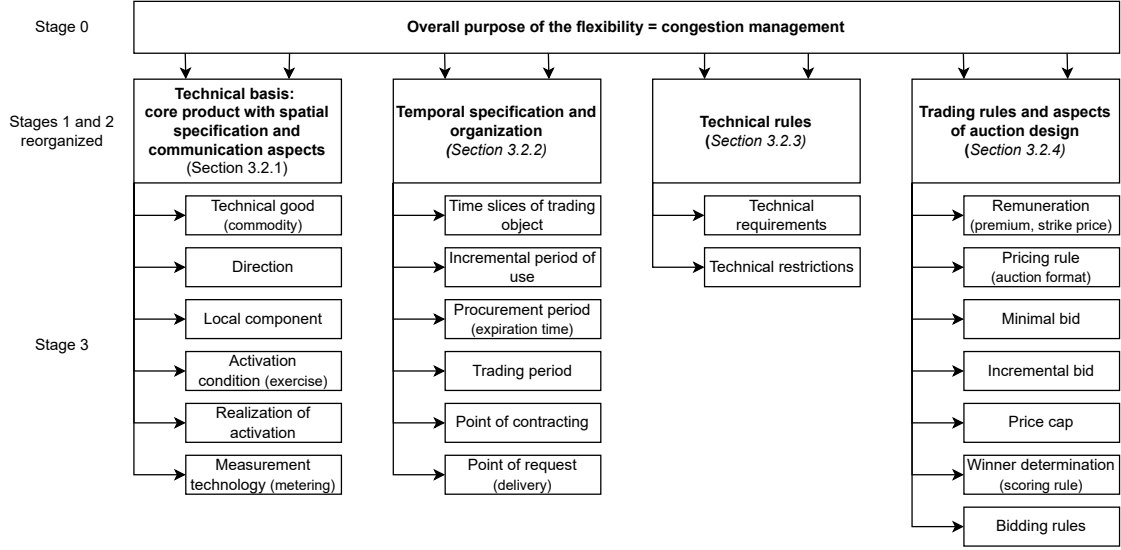 Stage 0
Overall purpose of the flexibility = congestion management
Stages 1 and 2
reorganized
Technical basis:
core product with spatial
specification and
communication aspects
(Section 3.2.1)
Temporal specification and
organization
(Section 3.2.2)
Technical rules
(Section 3.2.3)
Trading rules and aspects
of auction design
(Section 3.2.4)
Stage 3
Technical good
(commodity)
Direction
Local component
Activation
condition (exercise)
Realization of
activation
Measurement
technology (metering)
Time slices of trading
object
Incremental period of
use
Procurement period
(expiration time)
Trading period
Point of contracting
Point of request
(delivery)
Technical
requirements
Technical restrictions
Remuneration
(premium, strike price)
Pricing rule
(auction format)
Minimal bid
Incremental bid
Price cap
Winner determination
(scoring rule)
Bidding rules